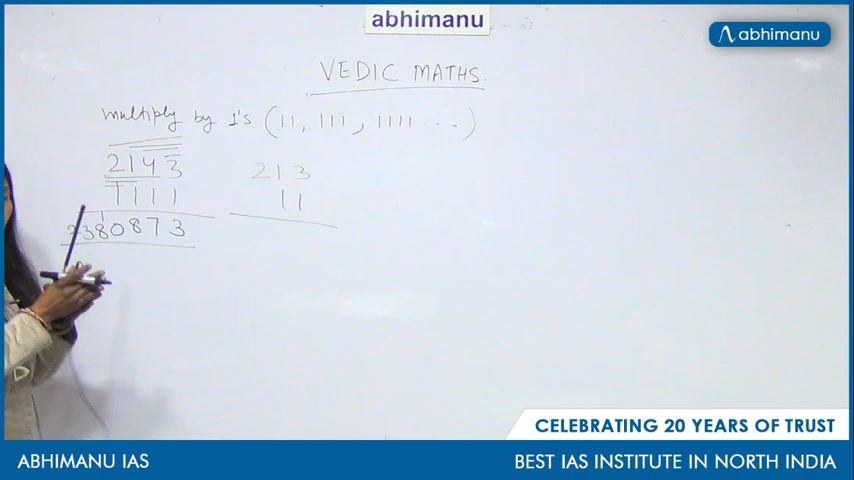 abhimanu
abhimanu
VEDIC MATHS.
multiply by 1's (11, 111, 1111 ...)
2143 213
1111 11
1
2380873
CELEBRATING 20 YEARS OF TRUST
ABHIMANU IAS BEST IAS INSTITUTE IN NORTH INDIA